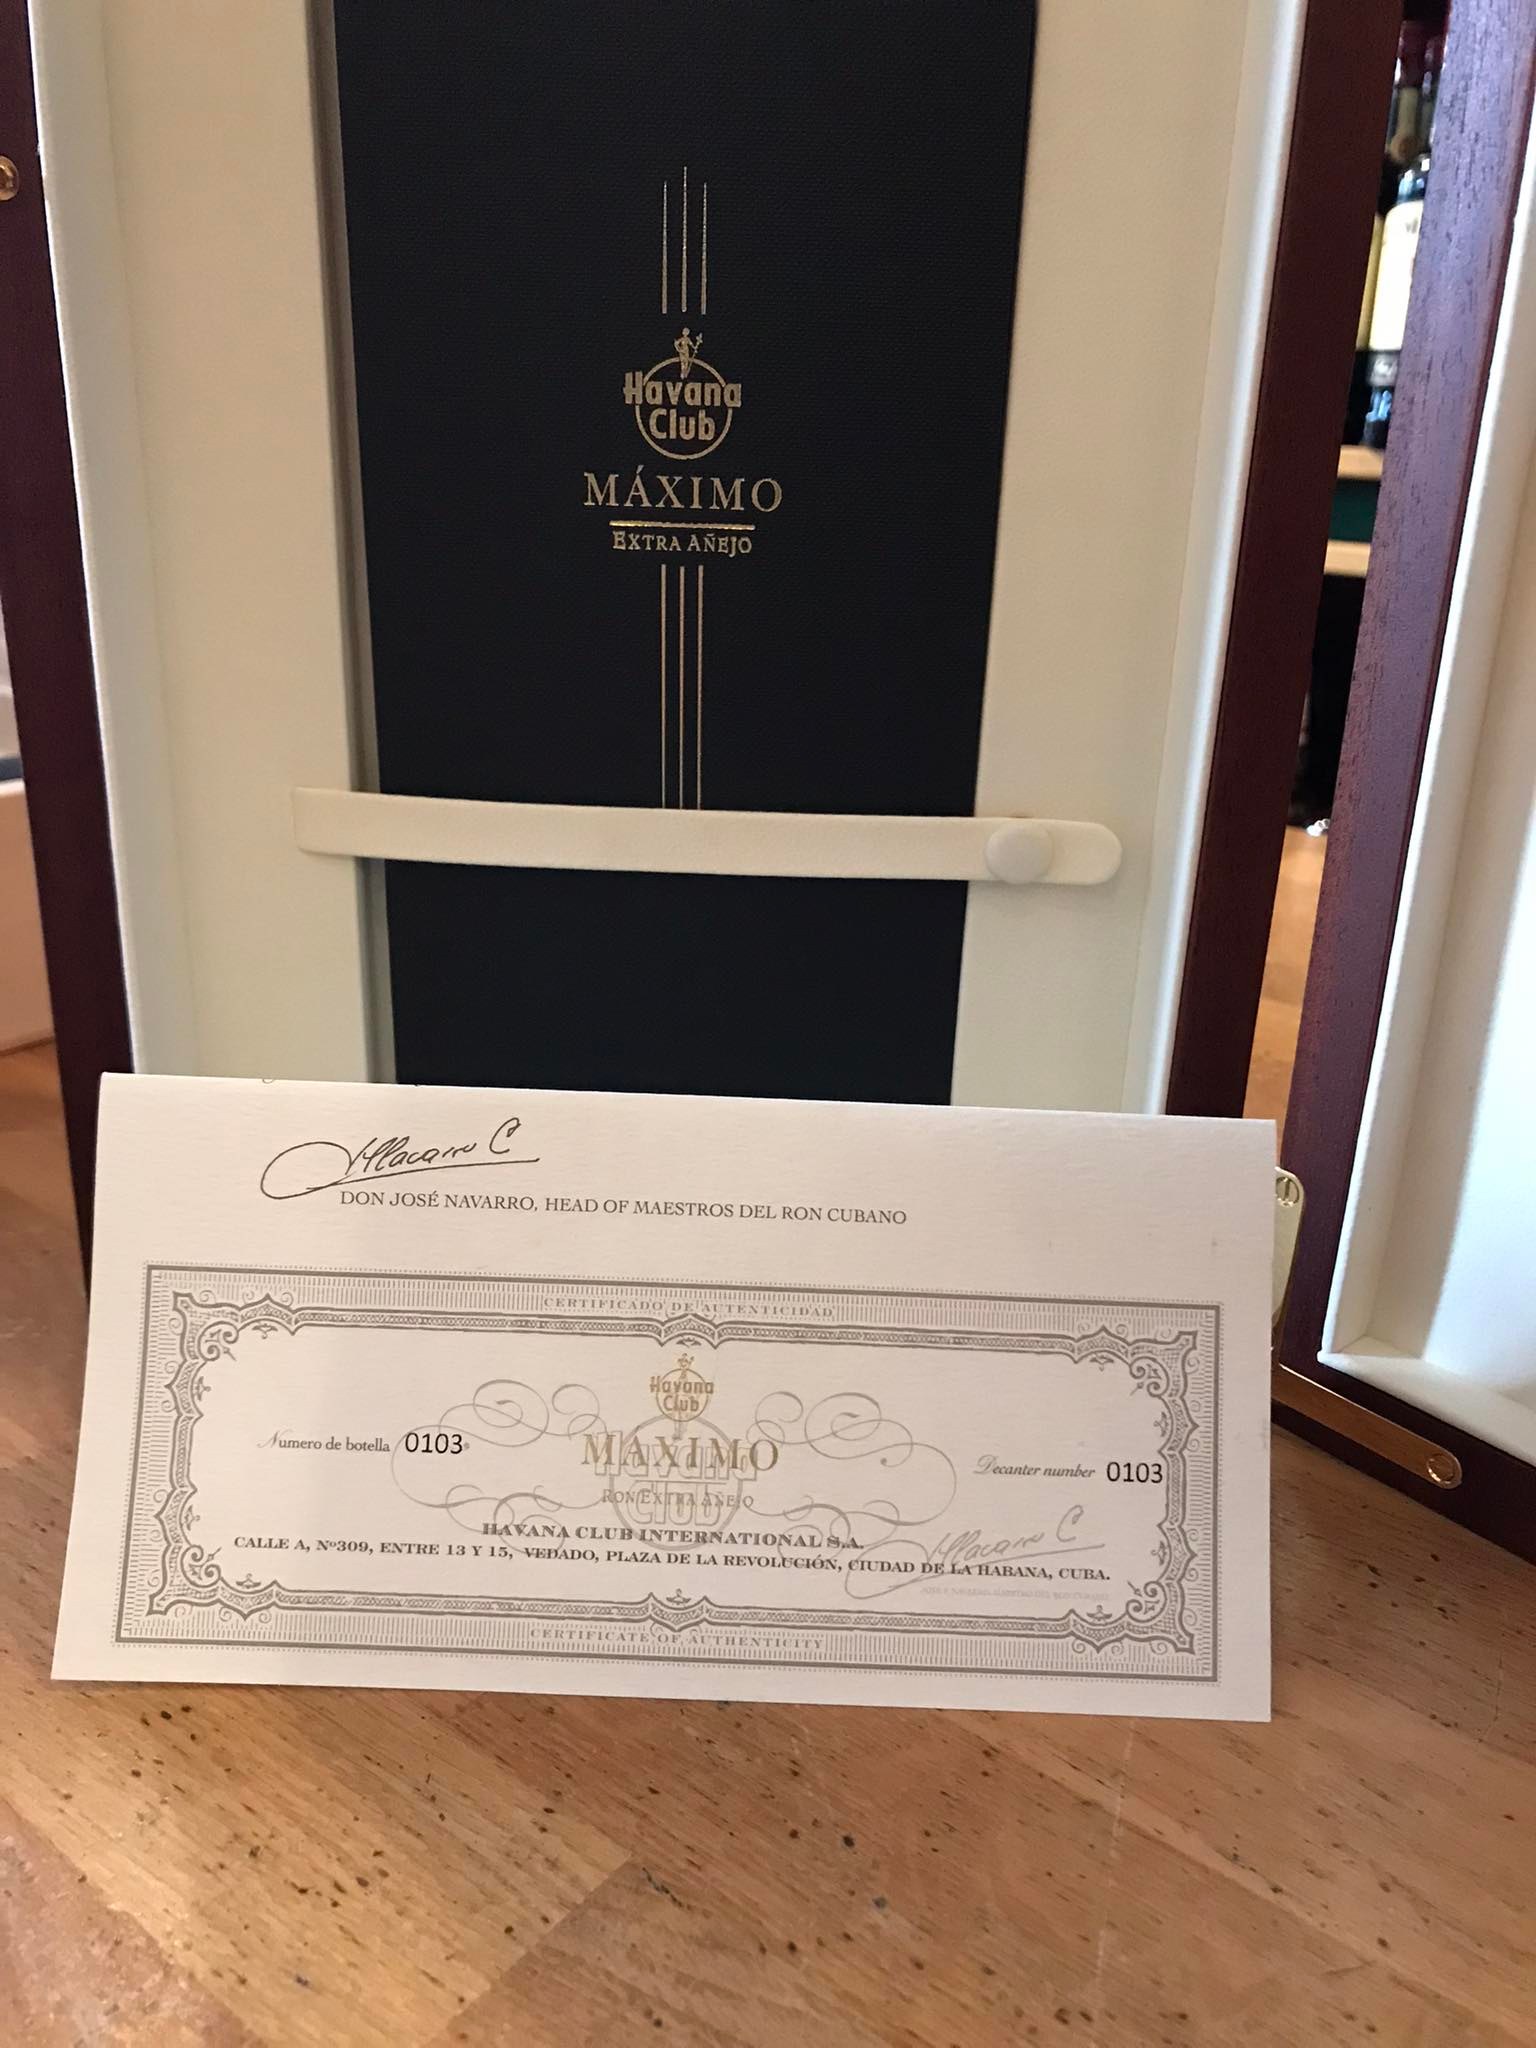 Havana
Club
MÁXIMO
EXTRA AÑEJO
DON JOSÉ NAVARRO, HEAD OF MAESTROS DEL RON CUBANO
CERTIFICADO DE AUTENTICIDAD
Havana
Club
Numero de botella 0103
MAXIMO
Decanter number 0103
Havana
Club
RON EXTRA AÑEJO
HAVANA CLUB INTERNATIONAL S.A.
CALLE A, Nº309, ENTRE 13 Y 15, VEDADO, PLAZA DE LA REVOLUCIÓN, CIUDAD DE LA HABANA, CUBA.
CERTIFICATE OF AUTHENTICITY